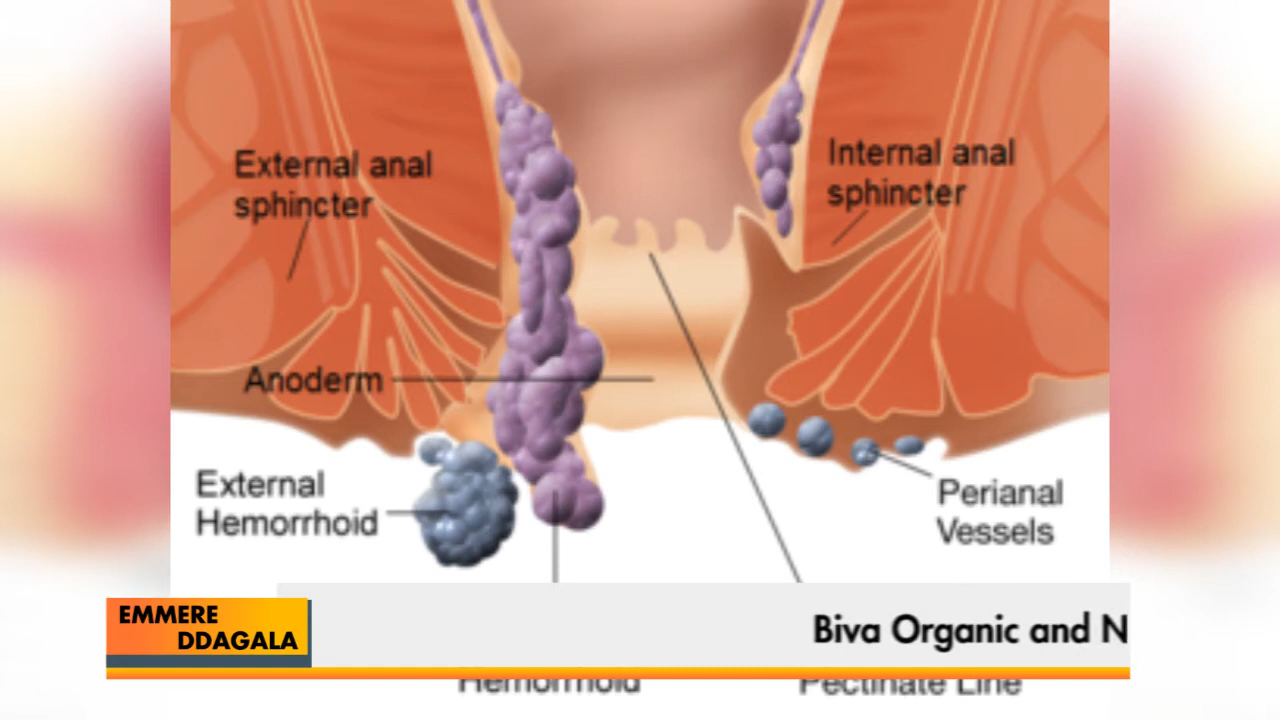 External anal
sphincter
Internal anal
sphincter
Anoderm
External
Hemorrhoid
Perianal
Vessels
EMMERE
DDAGALA
Biva Organic and N
Hemorrhoid
Pectinate Line